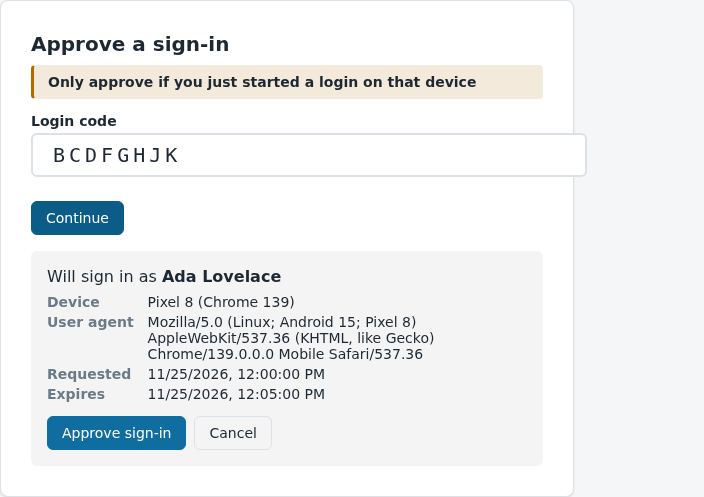 Approve a sign-in
Only approve if you just started a login on that device
Login code
BCDFGHJK
Continue
Will sign in as Ada Lovelace
Device Pixel 8 (Chrome 139)
User agent Mozilla/5.0 (Linux; Android 15; Pixel 8)
AppleWebKit/537.36 (KHTML, like Gecko)
Chrome/139.0.0.0 Mobile Safari/537.36
Requested 11/25/2026, 12:00:00 PM
Expires 11/25/2026, 12:05:00 PM
Approve sign-in Cancel